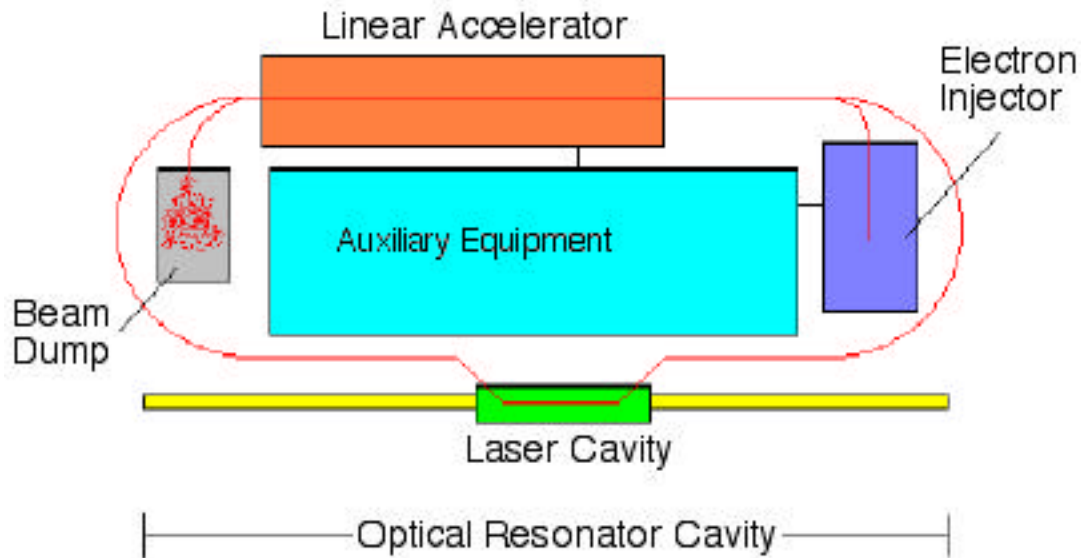 Linear Accelerator
Electron
Injector
Auxiliary Equipment
Beam
Dump
Laser Cavity
Optical Resonator Cavity